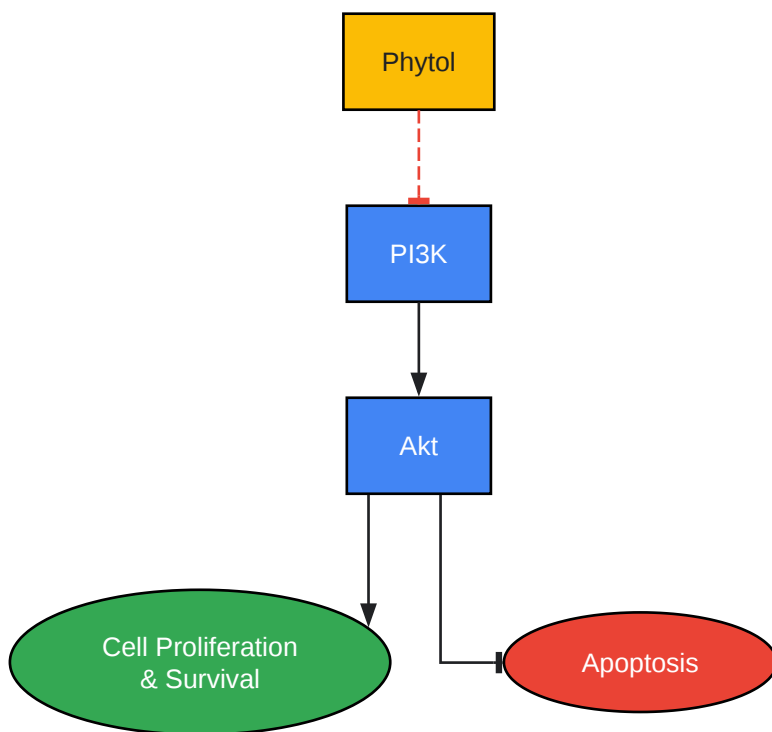 Phytol
PI3K
Akt
Cell Proliferation
& Survival
Apoptosis